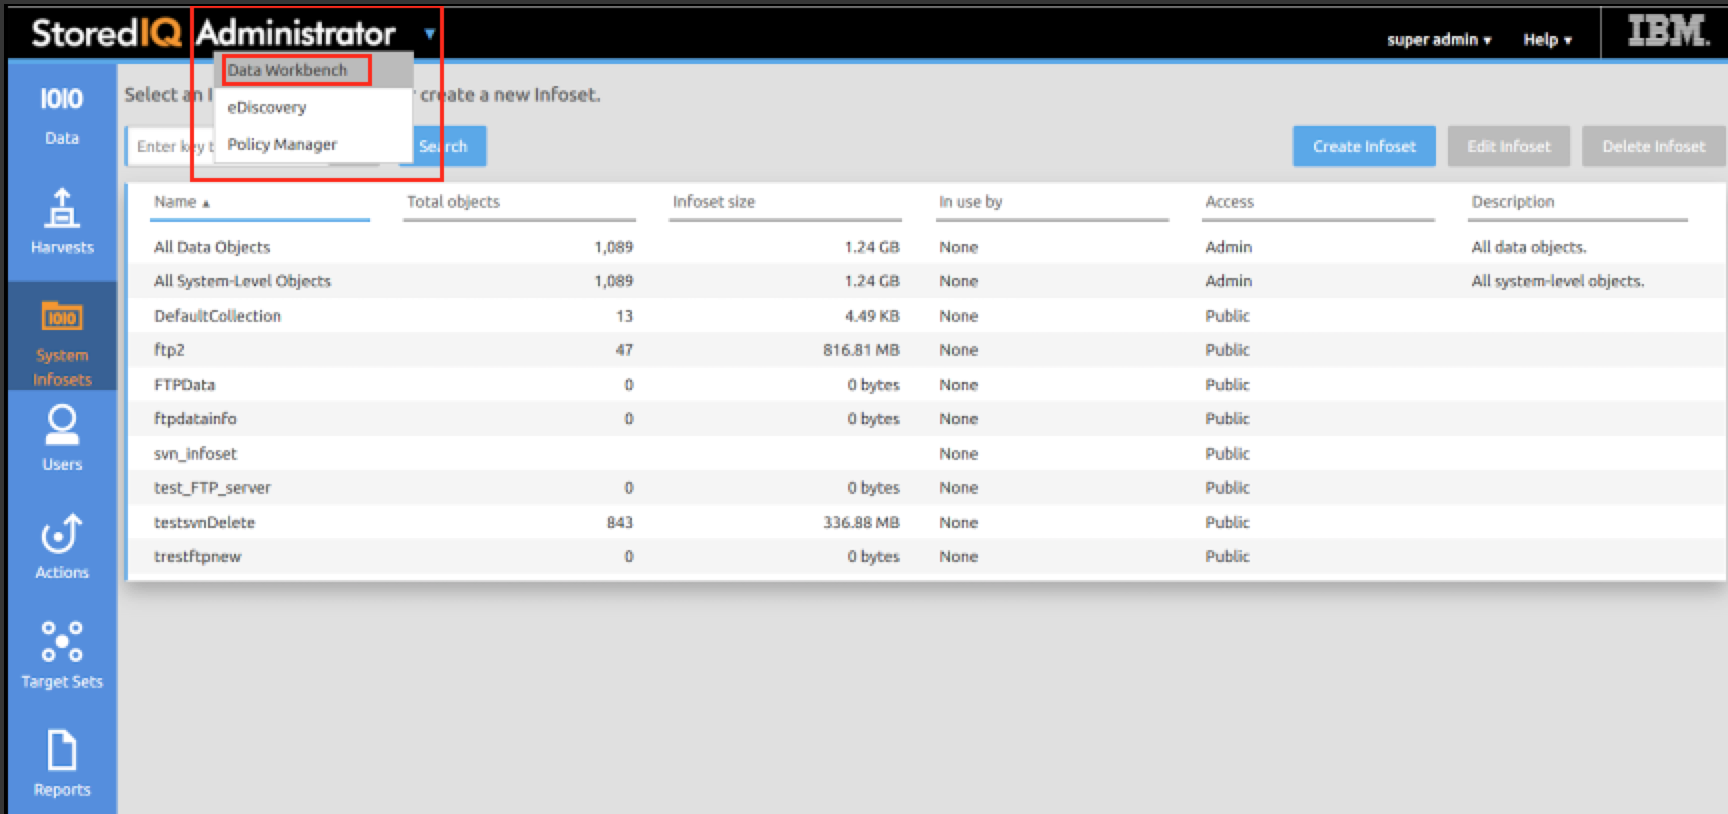 StoredIQ Administrator ▼
super admin ▾ Help ▾ IBM.
Data Workbench
eDiscovery
Policy Manager
Select an I create a new Infoset.
Enter key t Search Create Infoset Edit Infoset Delete Infoset
IOIO
Data
Harvests
IOIO
System
Infosets
Users
Actions
Target Sets
Reports
Name ▴ Total objects Infoset size In use by Access Description
All Data Objects 1,089 1.24 GB None Admin All data objects.
All System-Level Objects 1,089 1.24 GB None Admin All system-level objects.
DefaultCollection 13 4.49 KB None Public
ftp2 47 816.81 MB None Public
FTPData 0 0 bytes None Public
ftpdatainfo 0 0 bytes None Public
svn_infoset None Public
test_FTP_server 0 0 bytes None Public
testsvnDelete 843 336.88 MB None Public
trestftpnew 0 0 bytes None Public